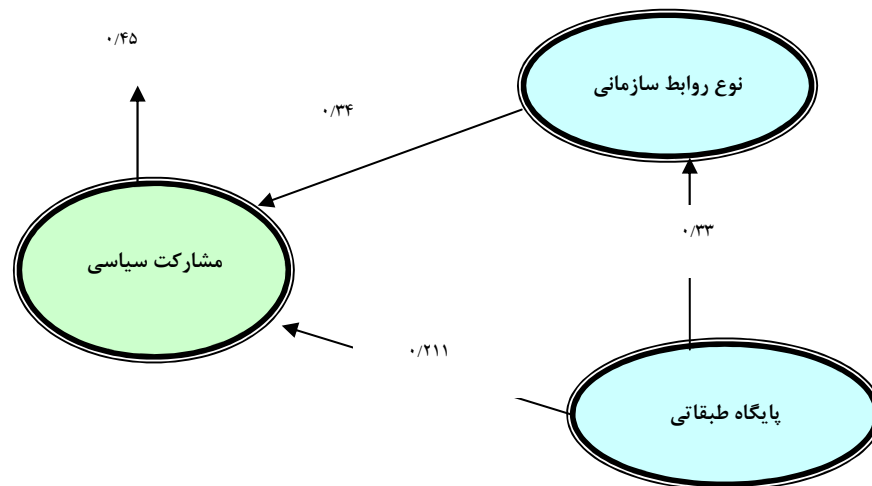 ۰/۴۵
نوع روابط سازمانی
۰/۳۴
۰/۳۳
مشارکت سیاسی
۰/۲۱۱
پایگاه طبقاتی